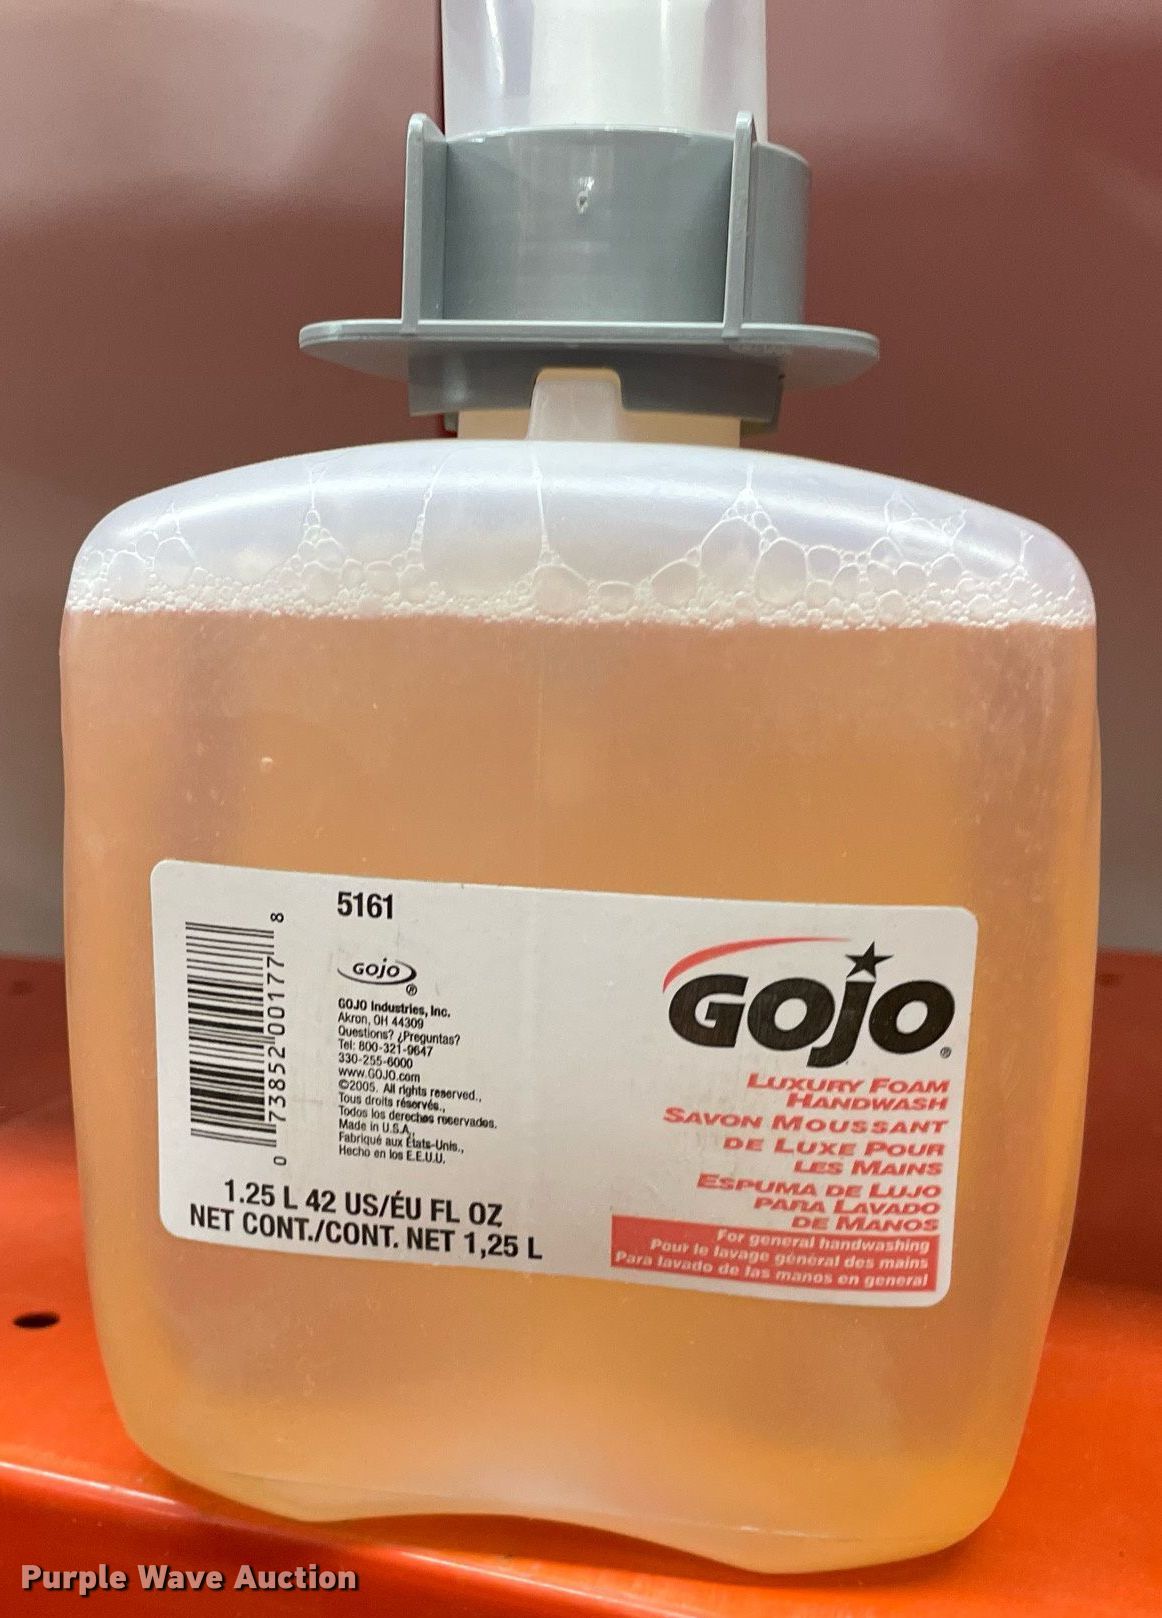 5161
GOJO
®
GOJO Industries, Inc.
Akron, OH 44309
Questions? ¿Preguntas?
Tel: 800-321-9647
330-255-6000
www.GOJO.com
©2005. All rights reserved.,
Tous droits réservés.,
Todos los derechos reservados.
Made in U.S.A.,
Fabriqué aux États-Unis.,
Hecho en los E.E.U.U.
0 73852 00177 8
1.25 L 42 US/ÉU FL OZ
NET CONT./CONT. NET 1,25 L
GOJO®
LUXURY FOAM
HANDWASH
SAVON MOUSSANT
DE LUXE POUR
LES MAINS
ESPUMA DE LUJO
PARA LAVADO
DE MANOS
For general handwashing
Pour le lavage général des mains
Para lavado de las manos en general
Purple Wave Auction